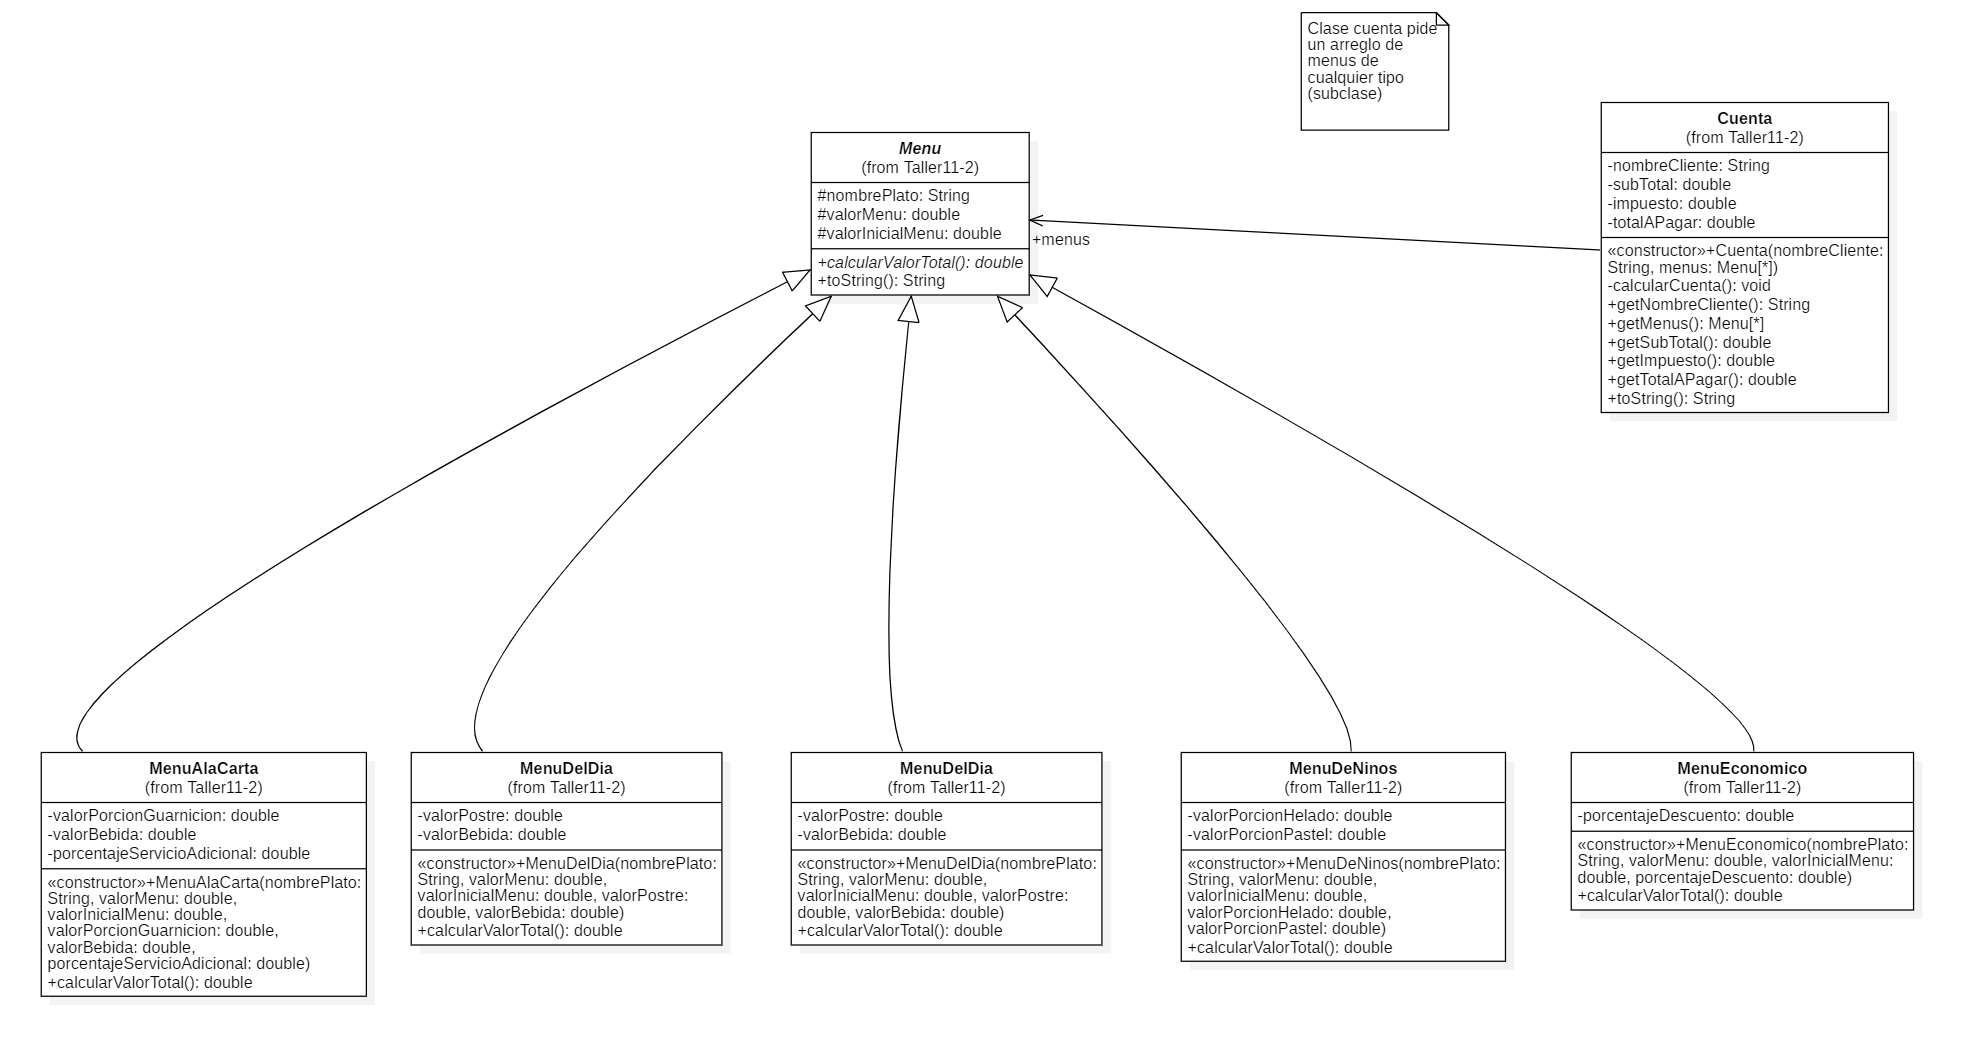 Clase cuenta pide
un arreglo de
menus de
cualquier tipo
(subclase)
Menu
(from Taller11-2)
#nombrePlato: String
#valorMenu: double
#valorInicialMenu: double
+calcularValorTotal(): double
+toString(): String
+menus
Cuenta
(from Taller11-2)
-nombreCliente: String
-subTotal: double
-impuesto: double
-totalAPagar: double
«constructor»+Cuenta(nombreCliente:
String, menus: Menu[*])
-calcularCuenta(): void
+getNombreCliente(): String
+getMenus(): Menu[*]
+getSubTotal(): double
+getImpuesto(): double
+getTotalAPagar(): double
+toString(): String
MenuAlaCarta
(from Taller11-2)
-valorPorcionGuarnicion: double
-valorBebida: double
-porcentajeServicioAdicional: double
«constructor»+MenuAlaCarta(nombrePlato:
String, valorMenu: double,
valorInicialMenu: double,
valorPorcionGuarnicion: double,
valorBebida: double,
porcentajeServicioAdicional: double)
+calcularValorTotal(): double
MenuDelDia
(from Taller11-2)
-valorPostre: double
-valorBebida: double
«constructor»+MenuDelDia(nombrePlato:
String, valorMenu: double,
valorInicialMenu: double, valorPostre:
double, valorBebida: double)
+calcularValorTotal(): double
MenuDelDia
(from Taller11-2)
-valorPostre: double
-valorBebida: double
«constructor»+MenuDelDia(nombrePlato:
String, valorMenu: double,
valorInicialMenu: double, valorPostre:
double, valorBebida: double)
+calcularValorTotal(): double
MenuDeNinos
(from Taller11-2)
-valorPorcionHelado: double
-valorPorcionPastel: double
«constructor»+MenuDeNinos(nombrePlato:
String, valorMenu: double,
valorInicialMenu: double,
valorPorcionHelado: double,
valorPorcionPastel: double)
+calcularValorTotal(): double
MenuEconomico
(from Taller11-2)
-porcentajeDescuento: double
«constructor»+MenuEconomico(nombrePlato:
String, valorMenu: double, valorInicialMenu:
double, porcentajeDescuento: double)
+calcularValorTotal(): double